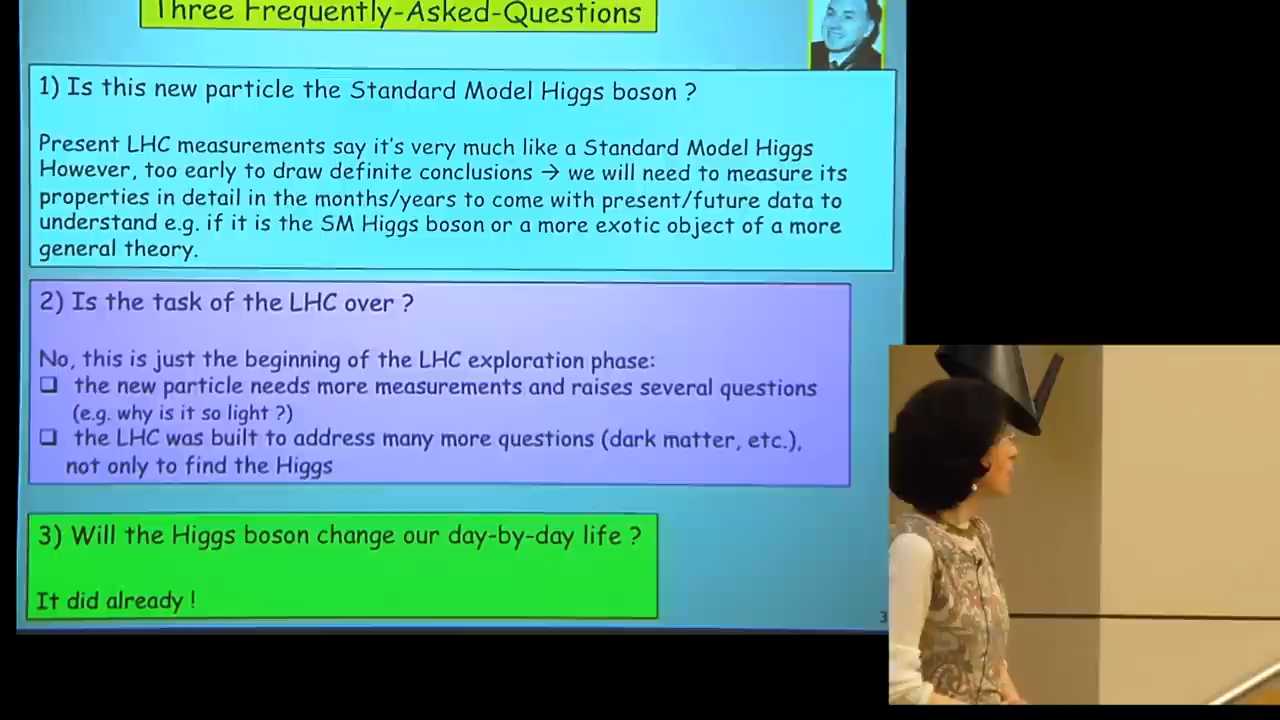 Three Frequently-Asked-Questions
1) Is this new particle the Standard Model Higgs boson ?
Present LHC measurements say it's very much like a Standard Model Higgs
However, too early to draw definite conclusions → we will need to measure its
properties in detail in the months/years to come with present/future data to
understand e.g. if it is the SM Higgs boson or a more exotic object of a more
general theory.
2) Is the task of the LHC over ?
No, this is just the beginning of the LHC exploration phase:
❑ the new particle needs more measurements and raises several questions
(e.g. why is it so light ?)
❑ the LHC was built to address many more questions (dark matter, etc.),
not only to find the Higgs
3) Will the Higgs boson change our day-by-day life ?
It did already !